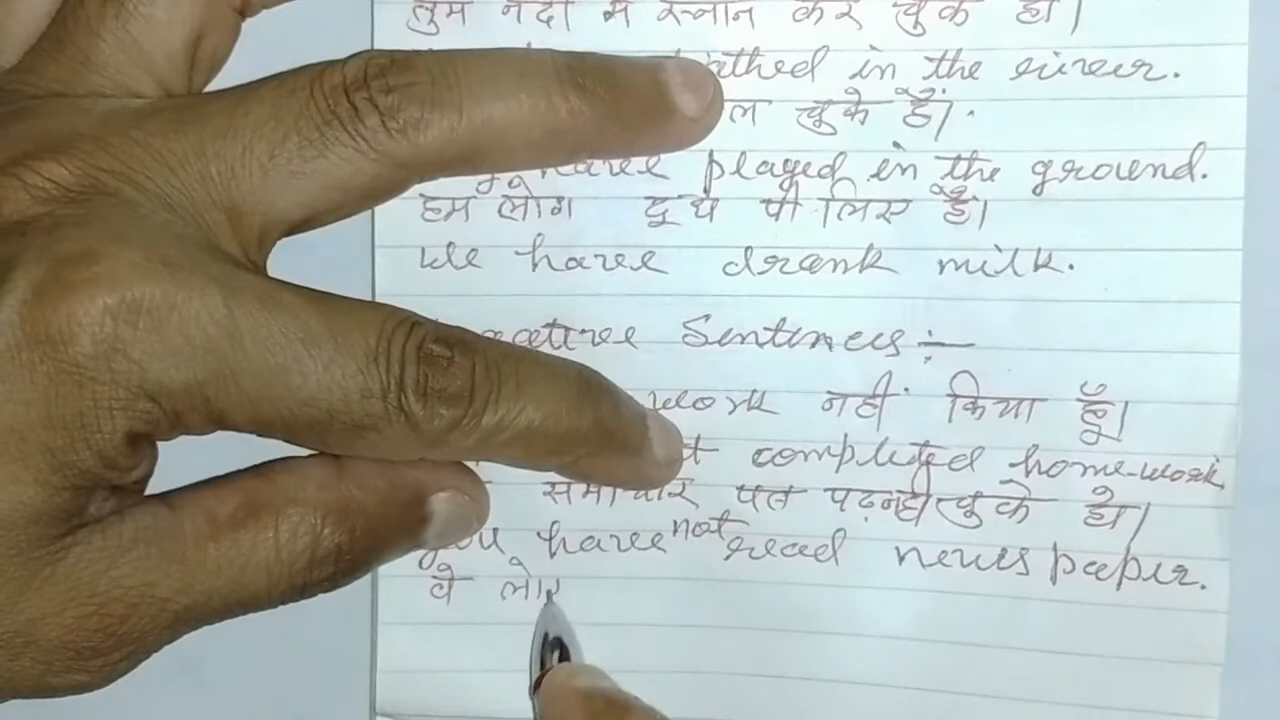 तुम नदी में स्नान कर चुके हो।
in the river.
चुके हैं।
have played in the ground.
हम लोग दूध पी लिए हैं।
We have drank milk.
Sentences:-
work नहीं किया हूँ।
completed home-work
समाचार पत्र पढ़ नहीं चुके हो।
you have not read news paper.
वे लोग